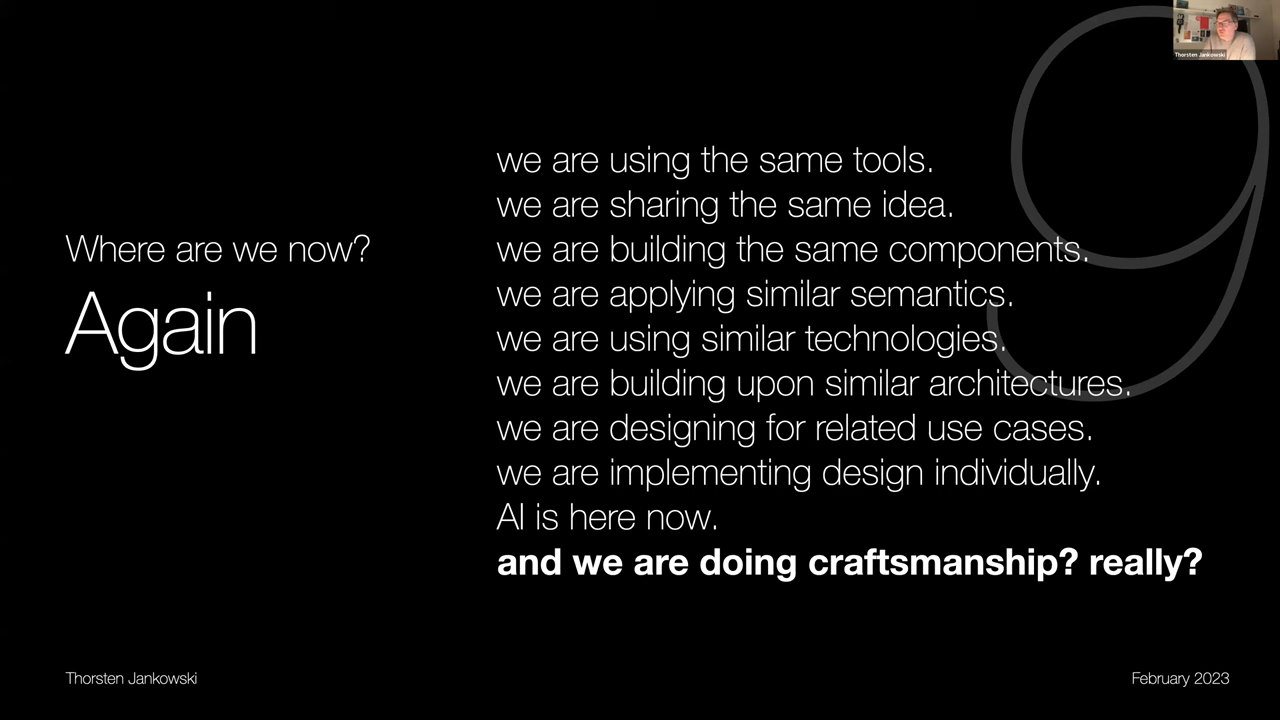 Thorsten Jankowski
9
Where are we now?
Again
we are using the same tools.
we are sharing the same idea.
we are building the same components.
we are applying similar semantics.
we are using similar technologies.
we are building upon similar architectures.
we are designing for related use cases.
we are implementing design individually.
AI is here now.
and we are doing craftsmanship? really?
Thorsten Jankowski
February 2023